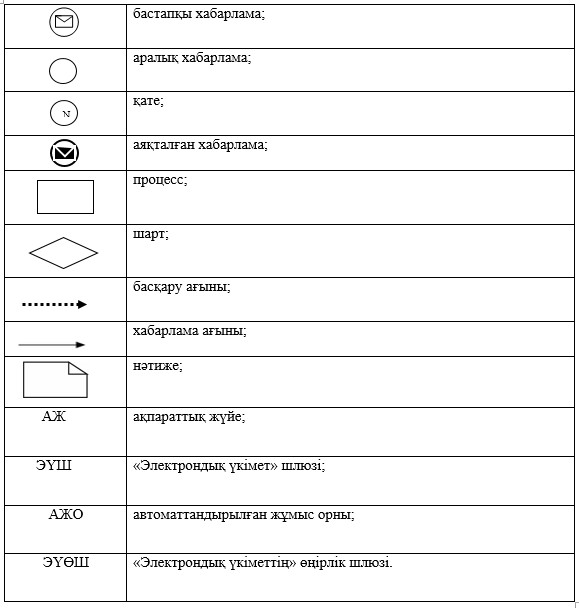 бастапқы хабарлама;
аралық хабарлама;
N қате;
аяқталған хабарлама;
процесс;
шарт;
басқару ағыны;
хабарлама ағыны;
нәтиже;
АЖ ақпараттық жүйе;
ЭҮШ «Электрондық үкімет» шлюзі;
АЖО автоматтандырылған жұмыс орны;
ЭҮӨШ «Электрондық үкіметтің» өңірлік шлюзі.